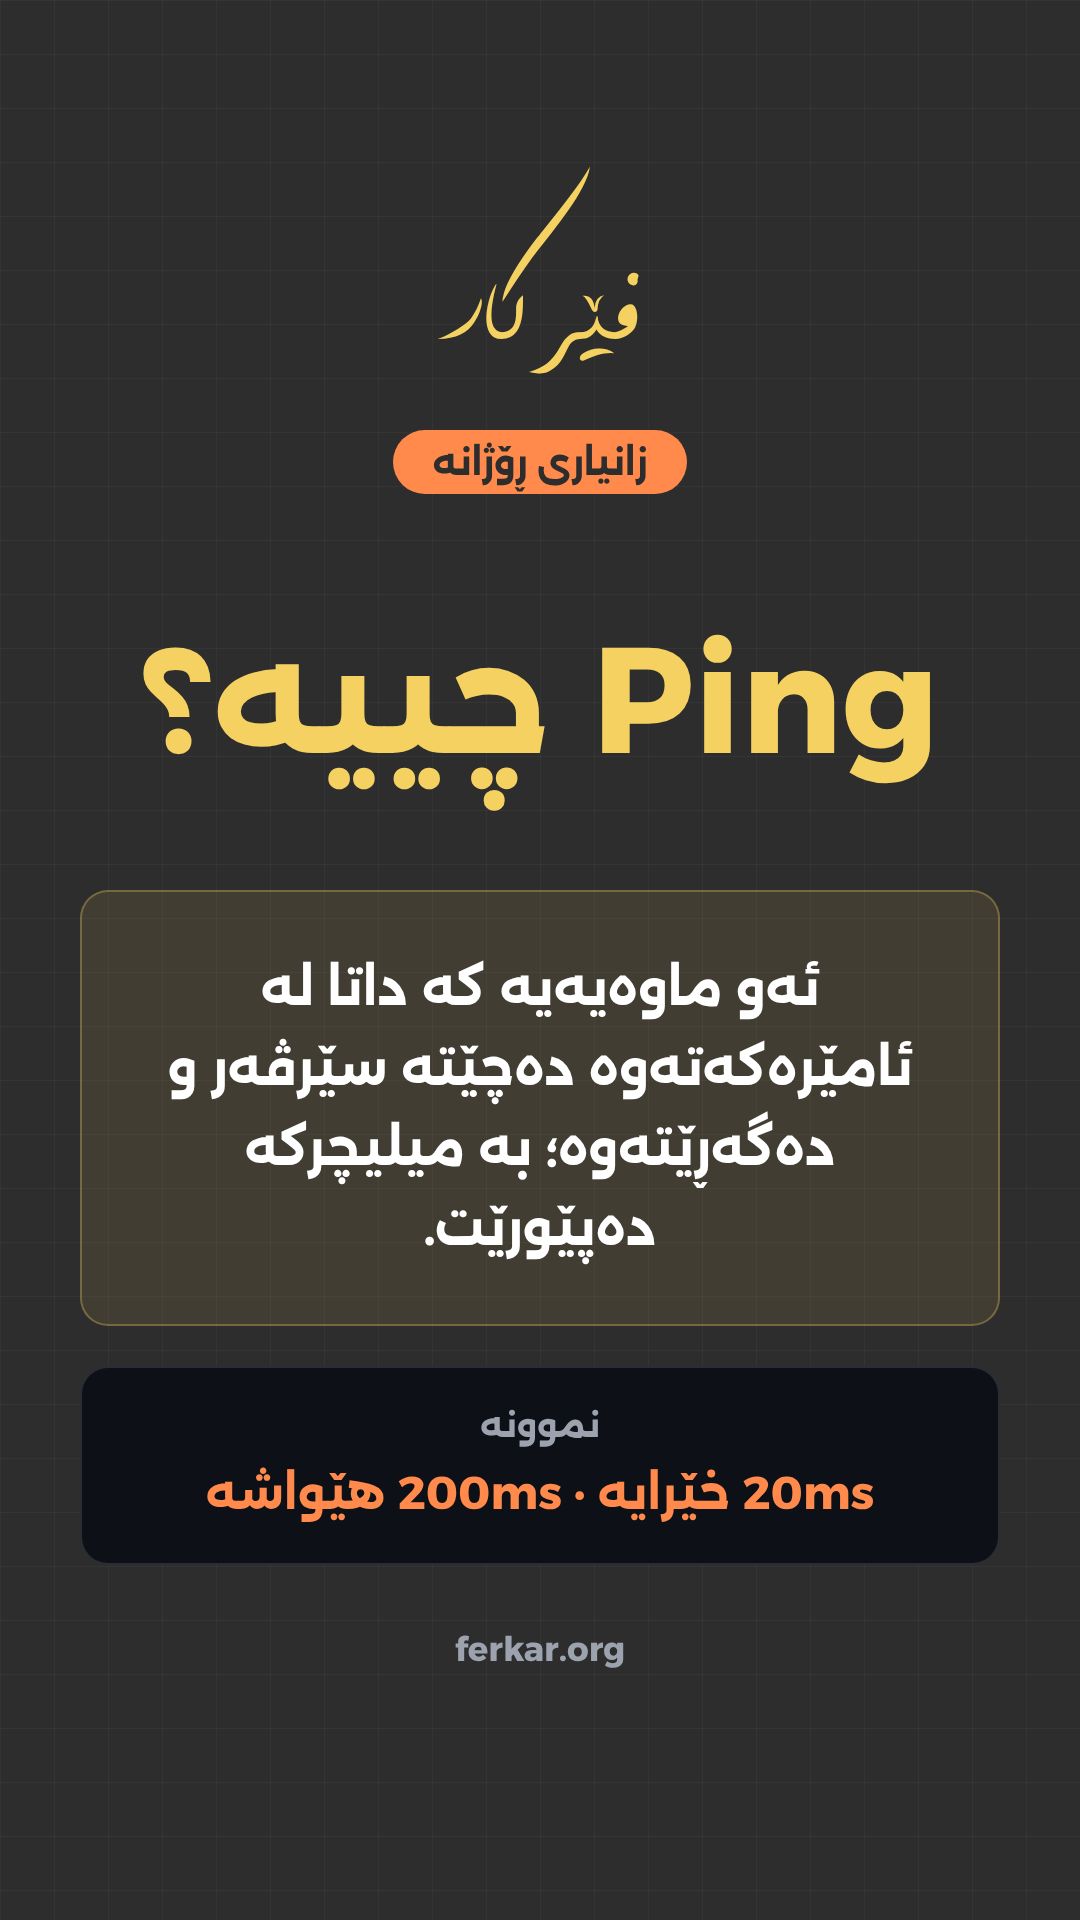 فێرکار
زانیاری ڕۆژانە
Ping چییە؟
ئەو ماوەیەیە کە داتا لە
ئامێرەکەتەوە دەچێتە سێرڤەر و
دەگەڕێتەوە؛ بە میلیچرکە
دەپێورێت.
نموونە
20ms خێرایە · 200ms هێواشە
ferkar.org